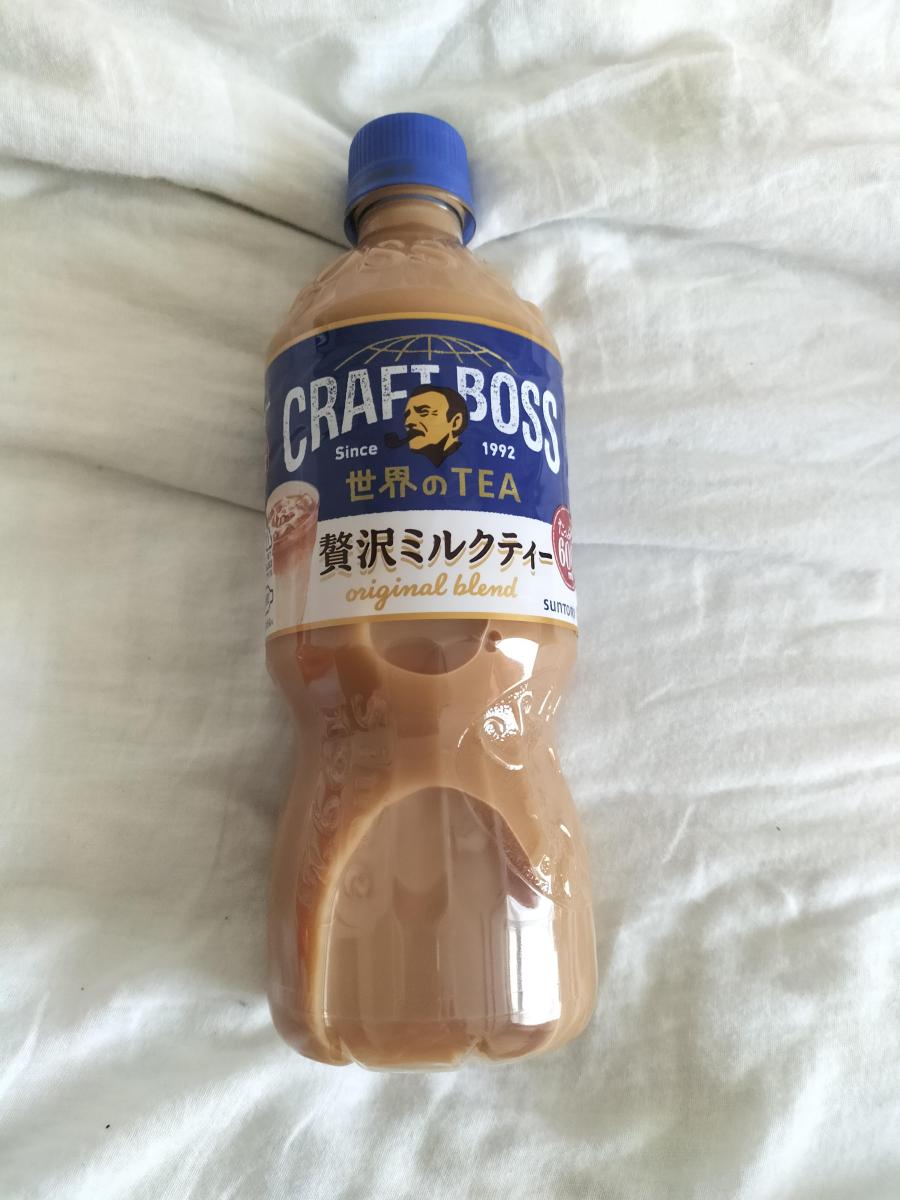 CRAFT BOSS
Since 1992
世界のTEA
贅沢ミルクティー
original blend
SUNTORY